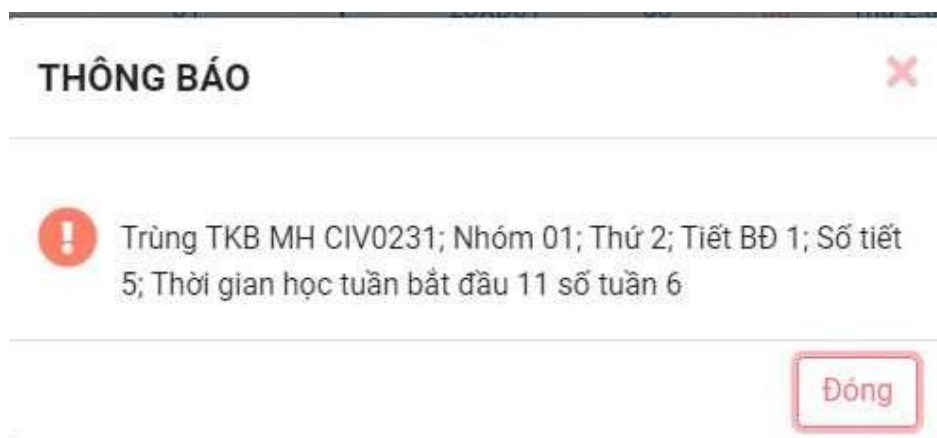 THÔNG BÁO
Trùng TKB MH CIV0231; Nhóm 01; Thứ 2; Tiết BĐ 1; Số tiết
5; Thời gian học tuần bắt đầu 11 số tuần 6
Đóng